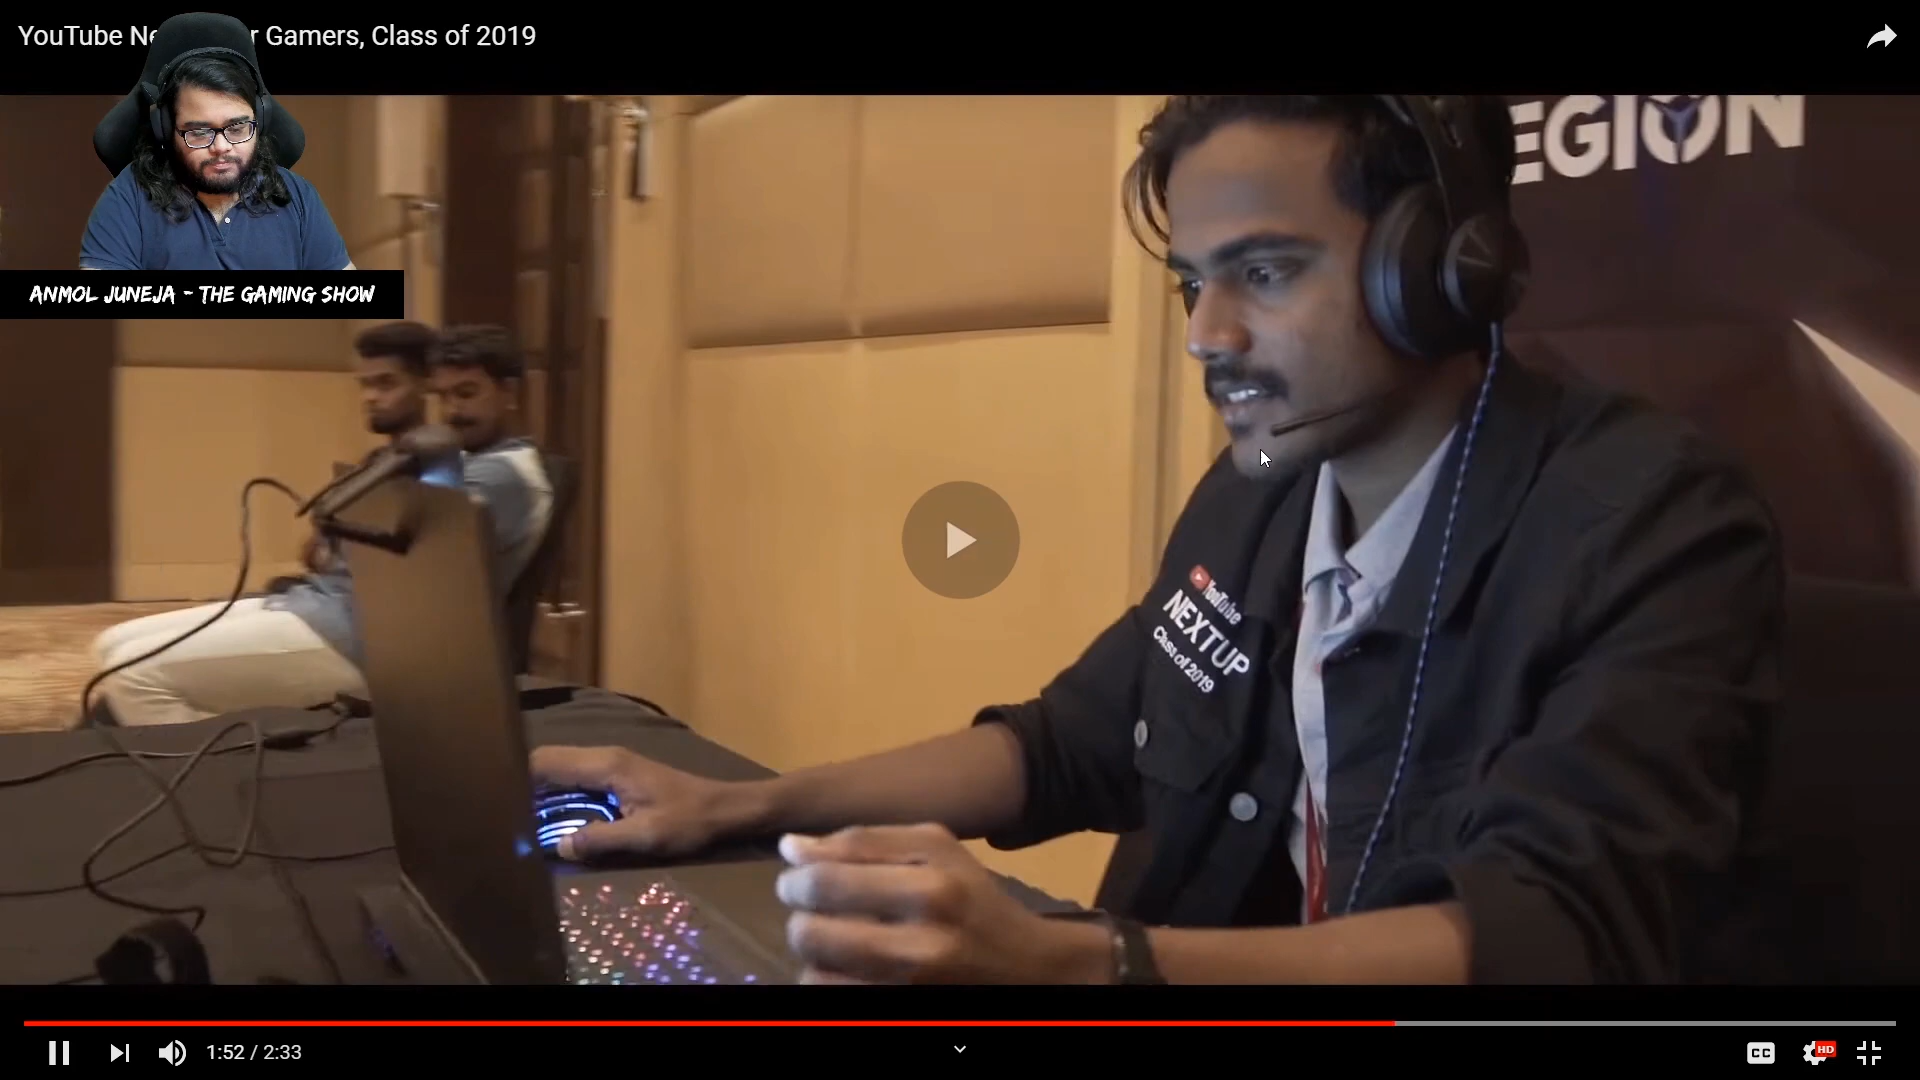 YouTube Ne r Gamers, Class of 2019
EGION
ANMOL JUNEJA - THE GAMING SHOW
YouTube
NEXTUP
Class of 2019
1:52 / 2:33
CC
HD